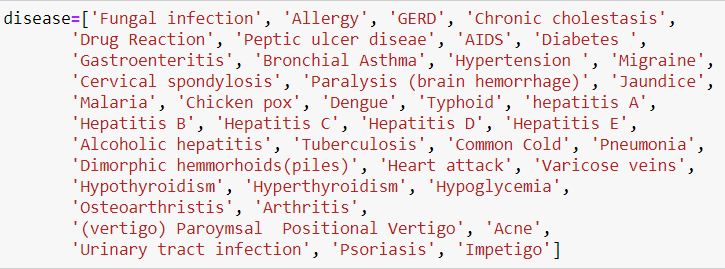 disease=['Fungal infection', 'Allergy', 'GERD', 'Chronic cholestasis',
'Drug Reaction', 'Peptic ulcer diseae', 'AIDS', 'Diabetes ',
'Gastroenteritis', 'Bronchial Asthma', 'Hypertension ', 'Migraine',
'Cervical spondylosis', 'Paralysis (brain hemorrhage)', 'Jaundice',
'Malaria', 'Chicken pox', 'Dengue', 'Typhoid', 'hepatitis A',
'Hepatitis B', 'Hepatitis C', 'Hepatitis D', 'Hepatitis E',
'Alcoholic hepatitis', 'Tuberculosis', 'Common Cold', 'Pneumonia',
'Dimorphic hemmorhoids(piles)', 'Heart attack', 'Varicose veins',
'Hypothyroidism', 'Hyperthyroidism', 'Hypoglycemia',
'Osteoarthristis', 'Arthritis',
'(vertigo) Paroymsal  Positional Vertigo', 'Acne',
'Urinary tract infection', 'Psoriasis', 'Impetigo']